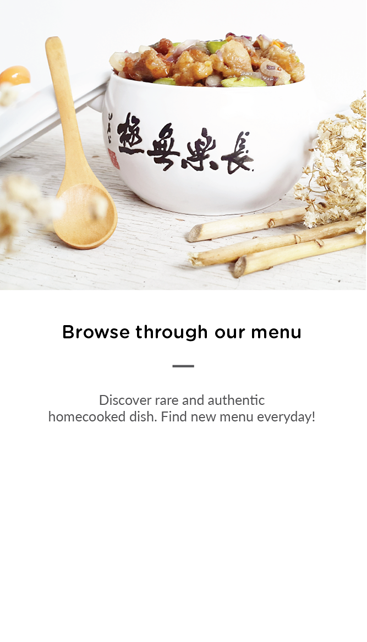 極無樂長
Browse through our menu
Discover rare and authentic
homecooked dish. Find new menu everyday!